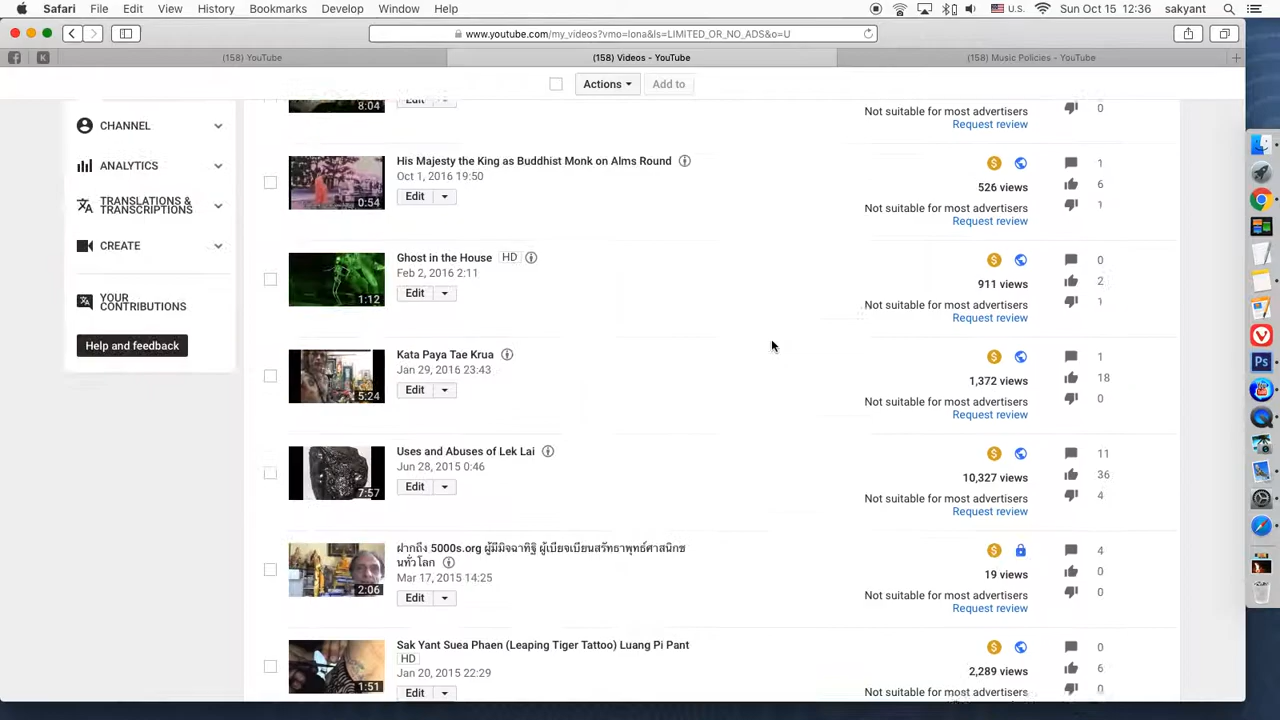 Safari File Edit View History Bookmarks Develop Window Help U.S. Sun Oct 15 12:36 sakyant
www.youtube.com/my_videos?vmo=lona&ls=LIMITED_OR_NO_ADS&o=U
(158) YouTube (158) Videos - YouTube (158) Music Policies - YouTube
Actions Add to
8:04 Edit Not suitable for most advertisers 0
Request review
CHANNEL
ANALYTICS
TRANSLATIONS &
TRANSCRIPTIONS
CREATE
YOUR
CONTRIBUTIONS
Help and feedback
His Majesty the King as Buddhist Monk on Alms Round 1
Oct 1, 2016 19:50 526 views 6
0:54 Edit Not suitable for most advertisers 1
Request review
Ghost in the House HD 0
Feb 2, 2016 2:11 911 views 2
1:12 Edit Not suitable for most advertisers 1
Request review
Kata Paya Tae Krua 1
Jan 29, 2016 23:43 1,372 views 18
5:24 Edit Not suitable for most advertisers 0
Request review
Uses and Abuses of Lek Lai 11
Jun 28, 2015 0:46 10,327 views 36
7:57 Edit Not suitable for most advertisers 4
Request review
ฝากถึง 5000s.org ผู้มีมิจฉาทิฐิ ผู้เบียจเบียนสรัทธาพุทธ์ศาสนิกช 4
นทั่วโลก
Mar 17, 2015 14:25 19 views 0
2:06 Edit Not suitable for most advertisers 0
Request review
Sak Yant Suea Phaen (Leaping Tiger Tattoo) Luang Pi Pant 0
HD
Jan 20, 2015 22:29 2,289 views 6
1:51 Edit Not suitable for most advertisers 0